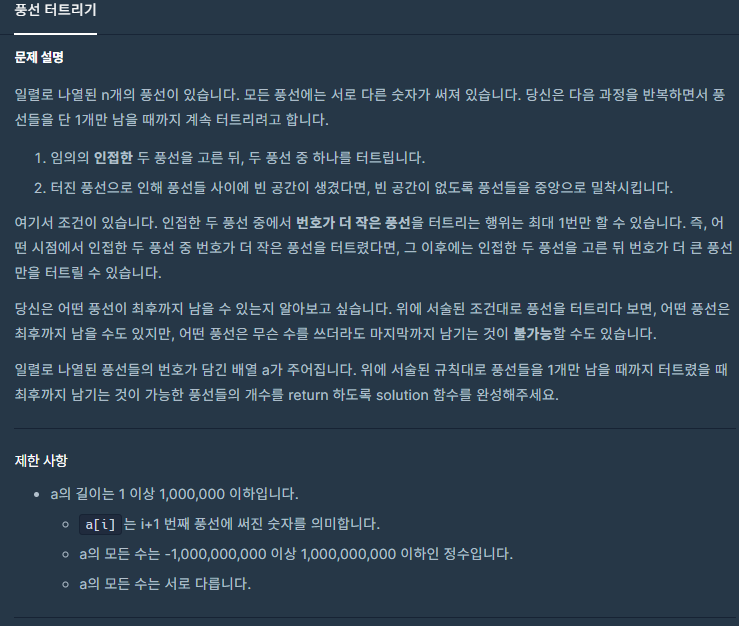 풍선 터트리기
문제 설명
일렬로 나열된 n개의 풍선이 있습니다. 모든 풍선에는 서로 다른 숫자가 써져 있습니다. 당신은 다음 과정을 반복하면서 풍
선들을 단 1개만 남을 때까지 계속 터트리려고 합니다.
1. 임의의 인접한 두 풍선을 고른 뒤, 두 풍선 중 하나를 터트립니다.
2. 터진 풍선으로 인해 풍선들 사이에 빈 공간이 생겼다면, 빈 공간이 없도록 풍선들을 중앙으로 밀착시킵니다.
여기서 조건이 있습니다. 인접한 두 풍선 중에서 번호가 더 작은 풍선을 터트리는 행위는 최대 1번만 할 수 있습니다. 즉, 어
떤 시점에서 인접한 두 풍선 중 번호가 더 작은 풍선을 터트렸다면, 그 이후에는 인접한 두 풍선을 고른 뒤 번호가 더 큰 풍선
만을 터트릴 수 있습니다.
당신은 어떤 풍선이 최후까지 남을 수 있는지 알아보고 싶습니다. 위에 서술된 조건대로 풍선을 터트리다 보면, 어떤 풍선은
최후까지 남을 수도 있지만, 어떤 풍선은 무슨 수를 쓰더라도 마지막까지 남기는 것이 불가능할 수도 있습니다.
일렬로 나열된 풍선들의 번호가 담긴 배열 a가 주어집니다. 위에 서술된 규칙대로 풍선들을 1개만 남을 때까지 터트렸을 때
최후까지 남기는 것이 가능한 풍선들의 개수를 return 하도록 solution 함수를 완성해주세요.
제한 사항
• a의 길이는 1 이상 1,000,000 이하입니다.
○ a[i] 는 i+1 번째 풍선에 써진 숫자를 의미합니다.
○ a의 모든 수는 -1,000,000,000 이상 1,000,000,000 이하인 정수입니다.
○ a의 모든 수는 서로 다릅니다.